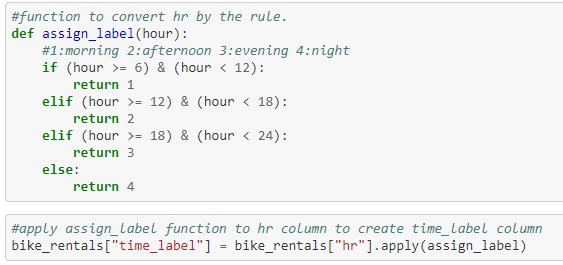 #function to convert hr by the rule.
def assign_label(hour):
    #1:morning 2:afternoon 3:evening 4:night
    if (hour >= 6) & (hour < 12):
        return 1
    elif (hour >= 12) & (hour < 18):
        return 2
    elif (hour >= 18) & (hour < 24):
        return 3
    else:
        return 4
#apply assign_label function to hr column to create time_label column
bike_rentals["time_label"] = bike_rentals["hr"].apply(assign_label)